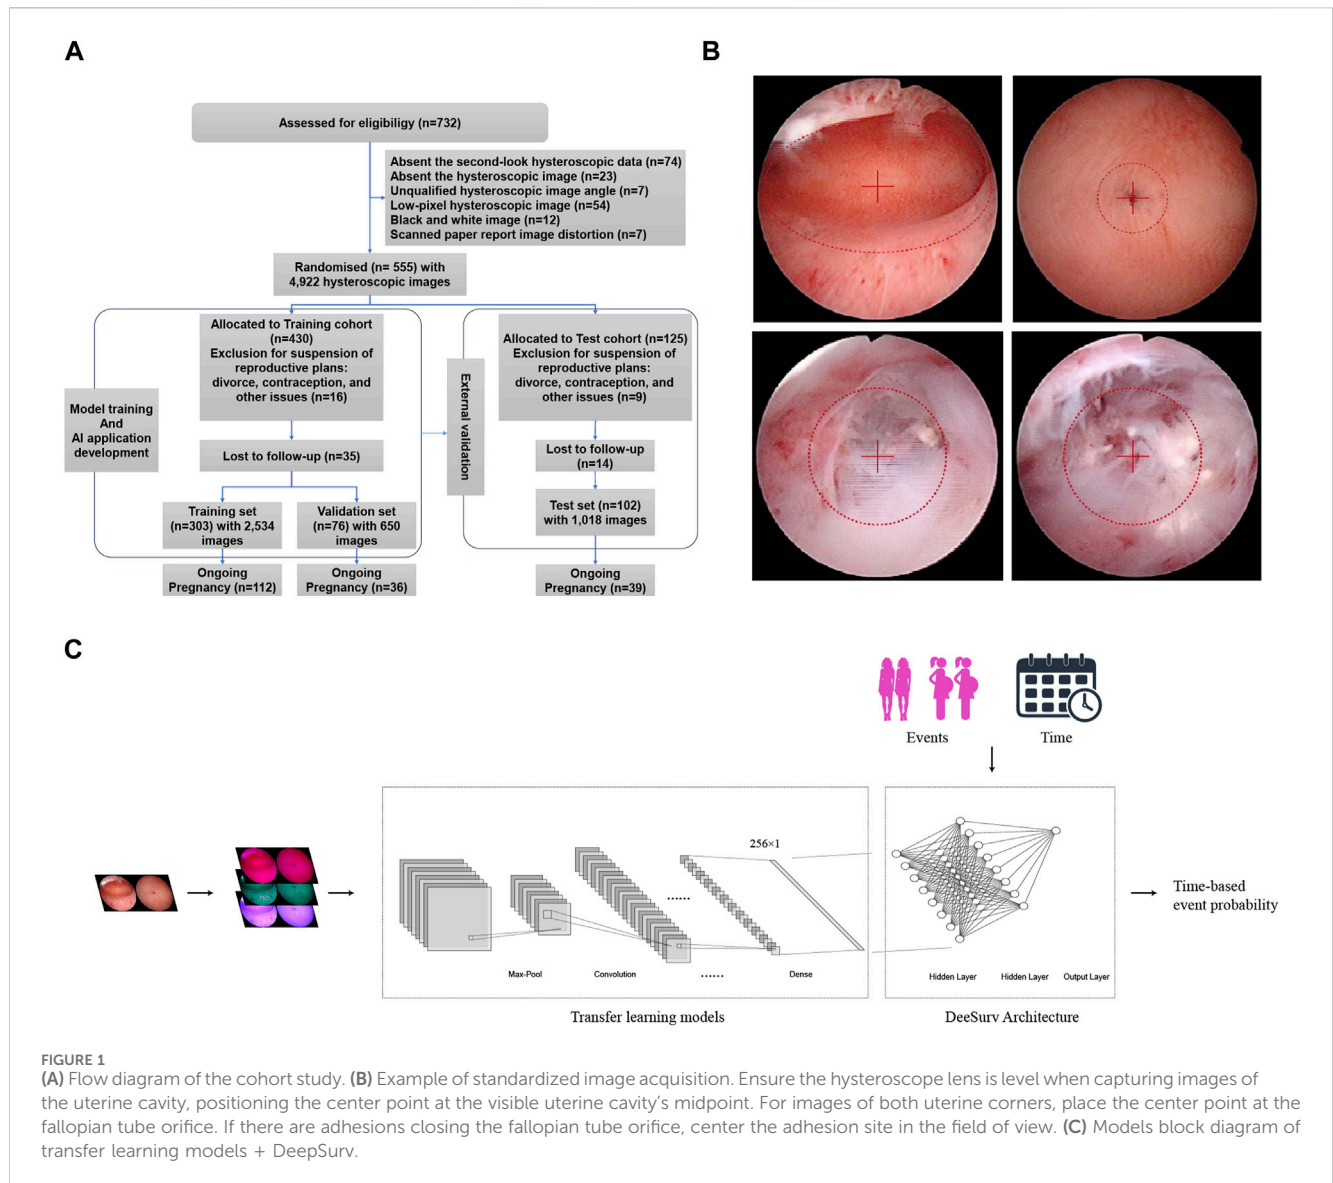 A
Assessed for eligibiligy (n=732)
Absent the second-look hysteroscopic data (n=74)
Absent the hysteroscopic image (n=23)
Unqualified hysteroscopic image angle (n=7)
Low-pixel hysteroscopic image (n=54)
Black and white image (n=12)
Scanned paper report image distortion (n=7)
Randomised (n= 555) with
4,922 hysteroscopic images
Allocated to Training cohort
(n=430)
Exclusion for suspension of
reproductive plans:
divorce, contraception, and
other issues (n=16)
Allocated to Test cohort (n=125)
Exclusion for suspension of
reproductive plans:
divorce, contraception, and
other issues (n=9)
Model training
And
AI application
development
External validation
Lost to follow-up (n=35)
Lost to follow-up
(n=14)
Training set
(n=303) with 2,534
images
Validation set
(n=76) with 650
images
Test set (n=102)
with 1,018 images
Ongoing
Pregnancy (n=112)
Ongoing
Pregnancy (n=36)
Ongoing
Pregnancy (n=39)
B
C
Events
Time
256×1
......
Max-Pool
Convolution
......
Dense
Hidden Layer
Hidden Layer
Output Layer
Time-based
event probability
Transfer learning models
DeeSurv Architecture
FIGURE 1
(A) Flow diagram of the cohort study. (B) Example of standardized image acquisition. Ensure the hysteroscope lens is level when capturing images of
the uterine cavity, positioning the center point at the visible uterine cavity's midpoint. For images of both uterine corners, place the center point at the
fallopian tube orifice. If there are adhesions closing the fallopian tube orifice, center the adhesion site in the field of view. (C) Models block diagram of
transfer learning models + DeepSurv.